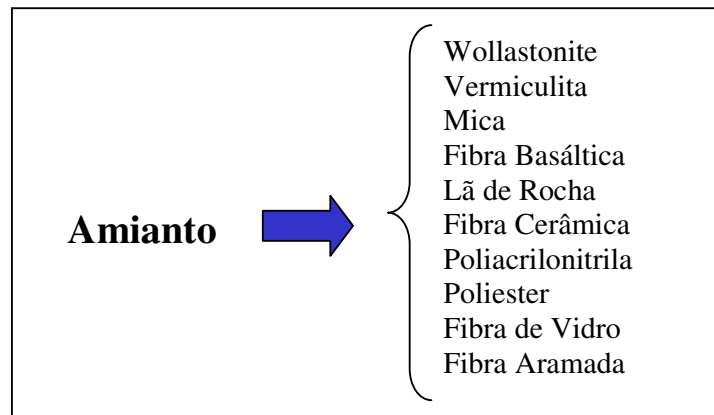 Amianto
Wollastonite
Vermiculita
Mica
Fibra Basáltica
Lã de Rocha
Fibra Cerâmica
Poliacrilonitrila
Poliester
Fibra de Vidro
Fibra Aramada